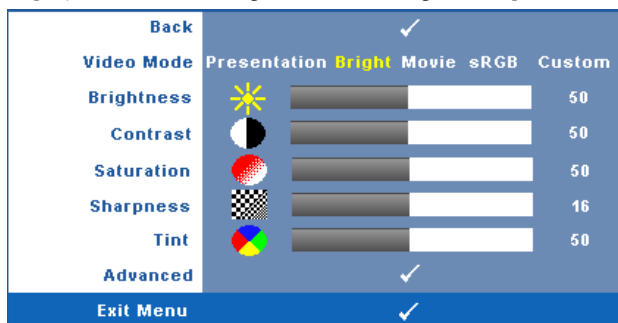 Back
Video Mode Presentation Bright Movie sRGB Custom
Brightness 50
Contrast 50
Saturation 50
Sharpness 16
Tint 50
Advanced
Exit Menu